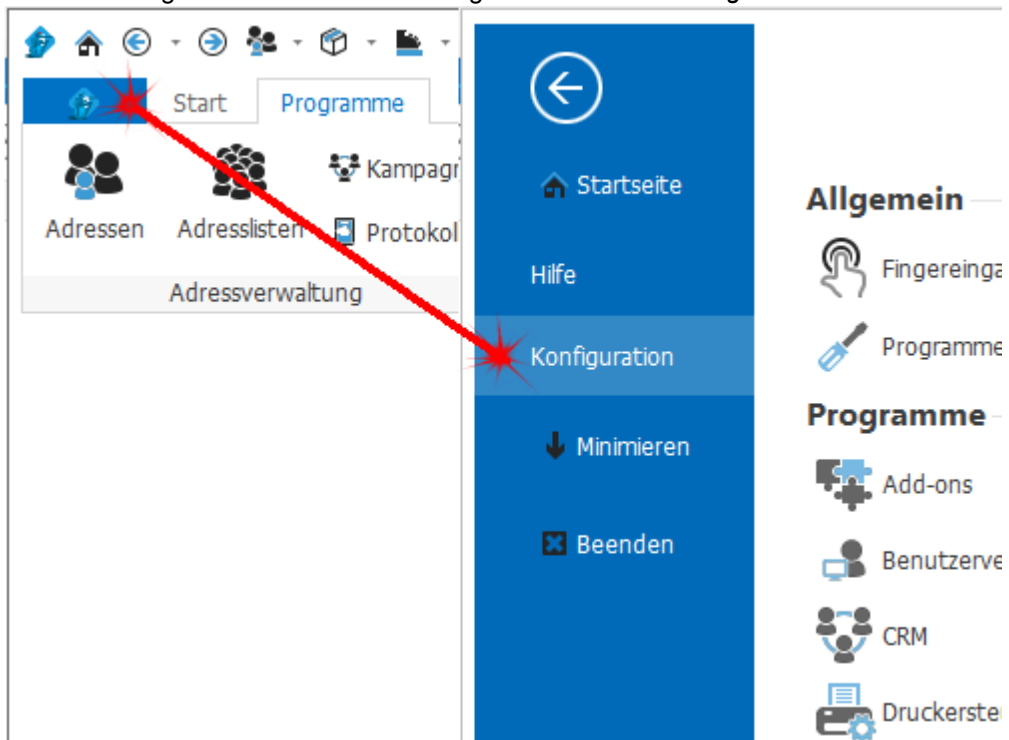 Start Programme
Kampagn
Adressen Adresslisten Protokol
Adressverwaltung
Startseite
Hilfe
Konfiguration
Minimieren
Beenden
Allgemein
Fingereinga
Programme
Programme
Add-ons
Benutzerve
CRM
Druckerste